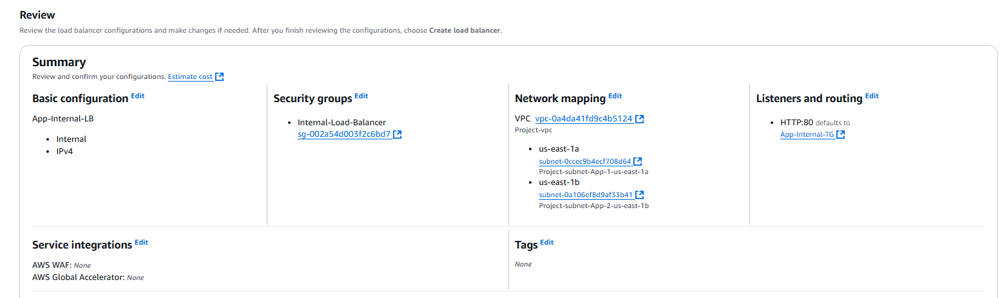 Review
Review the load balancer configurations and make changes if needed. After you finish reviewing the configurations, choose Create load balancer.
Summary
Review and confirm your configurations. Estimate cost
Basic configuration Edit
App-Internal-LB
Internal
IPv4
Security groups Edit
Internal-Load-Balancer
sg-002a54d003f2c6bd7
Network mapping Edit
VPC vpc-0a4da41fd9c4b5124
Project-vpc
us-east-1a
subnet-0ccec9b4ecf708d64
Project-subnet-App-1-us-east-1a
us-east-1b
subnet-0a106ef8d9af33b41
Project-subnet-App-2-us-east-1b
Listeners and routing Edit
HTTP:80 defaults to
App-Internal-TG
Service integrations Edit
AWS WAF: None
AWS Global Accelerator: None
Tags Edit
None